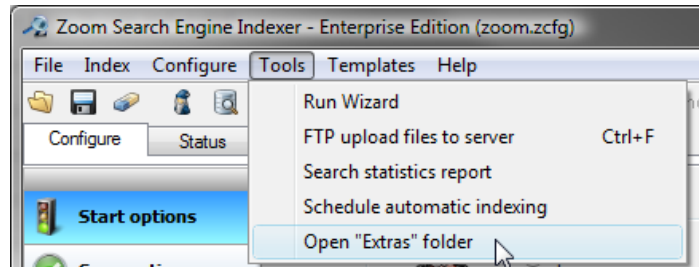 Zoom Search Engine Indexer - Enterprise Edition (zoom.zcfg)
File Index Configure Tools Templates Help
Run Wizard
Configure Status FTP upload files to server Ctrl+F
Search statistics report
Start options Schedule automatic indexing
Open "Extras" folder